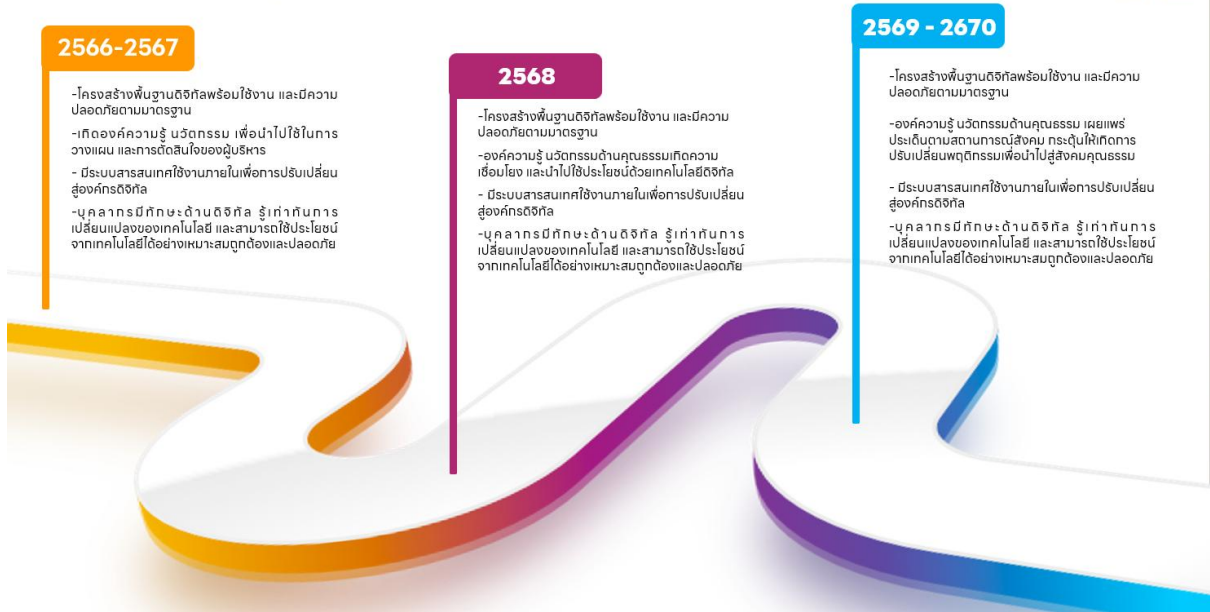 2566-2567
-โครงสร้างพื้นฐานดิจิทัลพร้อมใช้งาน และมีความ
ปลอดภัยตามมาตรฐาน
-เกิดองค์ความรู้ นวัตกรรม เพื่อนำไปใช้ในการ
วางแผน และการตัดสินใจของผู้บริหาร
- มีระบบสารสนเทศใช้งานภายในเพื่อการปรับเปลี่ยน
สู่องค์กรดิจิทัล
-บุคลากรมีทักษะด้านดิจิทัล รู้เท่าทันการ
เปลี่ยนแปลงของเทคโนโลยี และสามารถใช้ประโยชน์
จากเทคโนโลยีได้อย่างเหมาะสมถูกต้องและปลอดภัย
2568
-โครงสร้างพื้นฐานดิจิทัลพร้อมใช้งาน และมีความ
ปลอดภัยตามมาตรฐาน
-องค์ความรู้ นวัตกรรมด้านคุณธรรมเกิดความ
เชื่อมโยง และนำไปใช้ประโยชน์ด้วยเทคโนโลยีดิจิทัล
- มีระบบสารสนเทศใช้งานภายในเพื่อการปรับเปลี่ยน
สู่องค์กรดิจิทัล
-บุคลากรมีทักษะด้านดิจิทัล รู้เท่าทันการ
เปลี่ยนแปลงของเทคโนโลยี และสามารถใช้ประโยชน์
จากเทคโนโลยีได้อย่างเหมาะสมถูกต้องและปลอดภัย
2569 - 2670
-โครงสร้างพื้นฐานดิจิทัลพร้อมใช้งาน และมีความ
ปลอดภัยตามมาตรฐาน
-องค์ความรู้ นวัตกรรมด้านคุณธรรม เผยแพร่
ประเด็นตามสถานการณ์สังคม กระตุ้นให้เกิดการ
ปรับเปลี่ยนพฤติกรรมเพื่อนำไปสู่สังคมคุณธรรม
- มีระบบสารสนเทศใช้งานภายในเพื่อการปรับเปลี่ยน
สู่องค์กรดิจิทัล
-บุคลากรมีทักษะด้านดิจิทัล รู้เท่าทันการ
เปลี่ยนแปลงของเทคโนโลยี และสามารถใช้ประโยชน์
จากเทคโนโลยีได้อย่างเหมาะสมถูกต้องและปลอดภัย